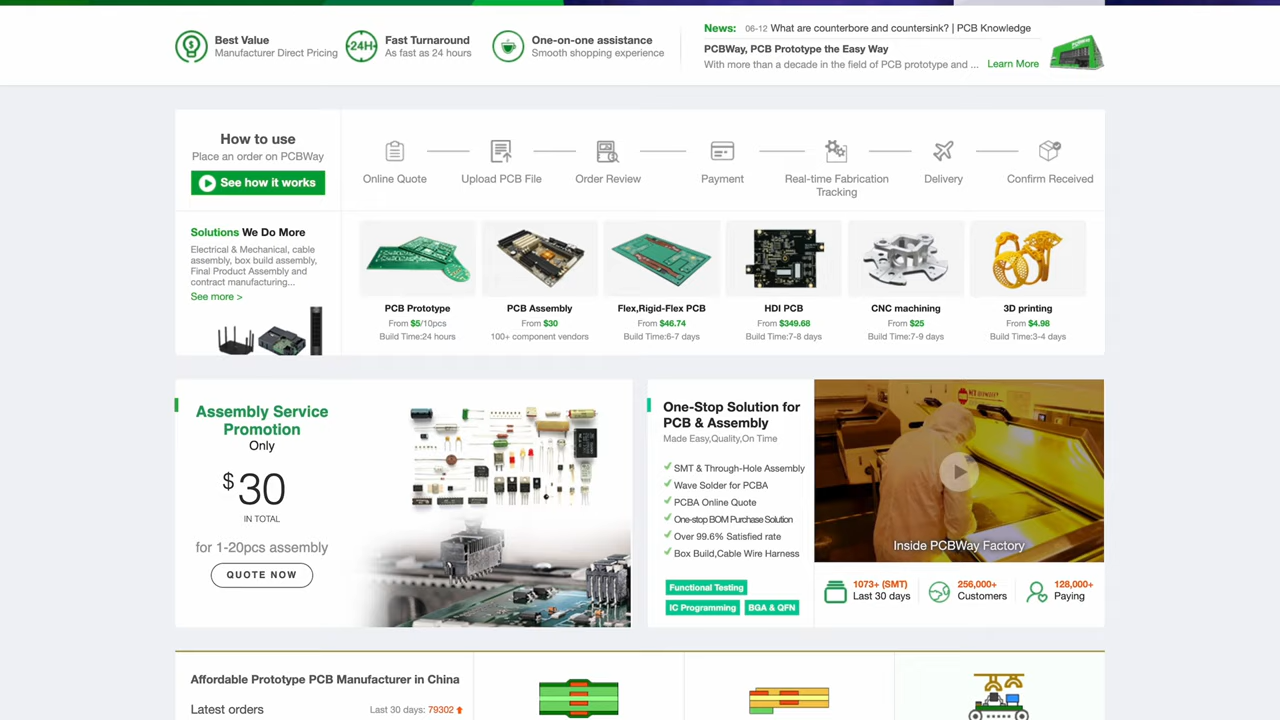 Best Value
Manufacturer Direct Pricing
24H
Fast Turnaround
As fast as 24 hours
One-on-one assistance
Smooth shopping experience
News: 06-12 What are counterbore and countersink? | PCB Knowledge
PCBWay, PCB Prototype the Easy Way
With more than a decade in the field of PCB prototype and ... Learn More
How to use
Place an order on PCBWay
See how it works
Online Quote
Upload PCB File
Order Review
Payment
Real-time Fabrication
Tracking
Delivery
Confirm Received
Solutions We Do More
Electrical & Mechanical, cable
assembly, box build assembly,
Final Product Assembly and
contract manufacturing...
See more >
PCB Prototype
From $5/10pcs
Build Time:24 hours
PCB Assembly
From $30
100+ component vendors
Flex,Rigid-Flex PCB
From $46.74
Build Time:6-7 days
HDI PCB
From $349.68
Build Time:7-8 days
CNC machining
From $25
Build Time:7-9 days
3D printing
From $4.98
Build Time:3-4 days
Assembly Service
Promotion
Only
$30
IN TOTAL
for 1-20pcs assembly
QUOTE NOW
One-Stop Solution for
PCB & Assembly
Made Easy,Quality,On Time
SMT & Through-Hole Assembly
Wave Solder for PCBA
PCBA Online Quote
One-stop BOM Purchase Solution
Over 99.6% Satisfied rate
Box Build,Cable Wire Harness
Functional Testing
IC Programming
BGA & QFN
Inside PCBWay Factory
1073+ (SMT)
Last 30 days
256,000+
Customers
128,000+
Paying
Affordable Prototype PCB Manufacturer in China
Latest orders
Last 30 days: 79302